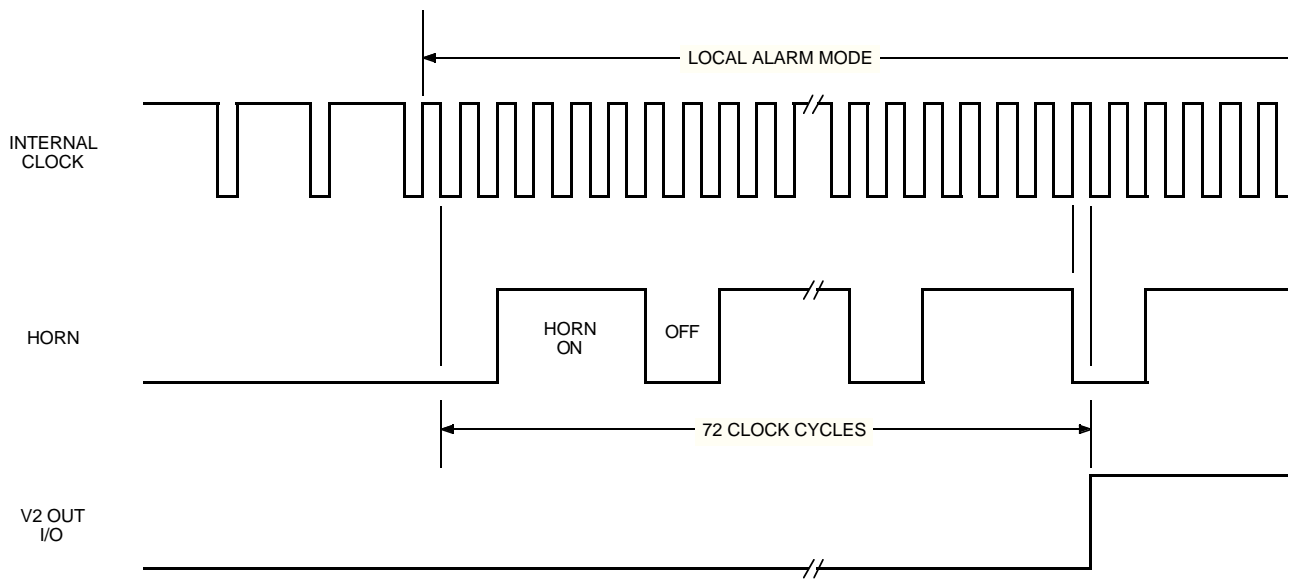 LOCAL ALARM MODE
INTERNAL
CLOCK
HORN
HORN
ON
OFF
72 CLOCK CYCLES
V2 OUT
I/O